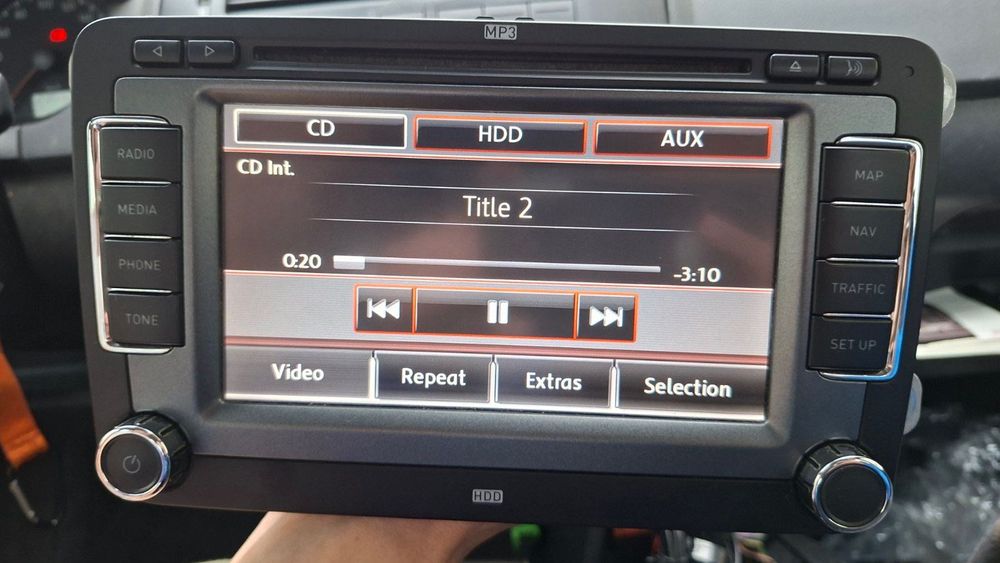 MP3
CD HDD AUX
CD Int.
Title 2
0:20 -3:10
Video Repeat Extras Selection
RADIO
MEDIA
PHONE
TONE
MAP
NAV
TRAFFIC
SET UP
HDD